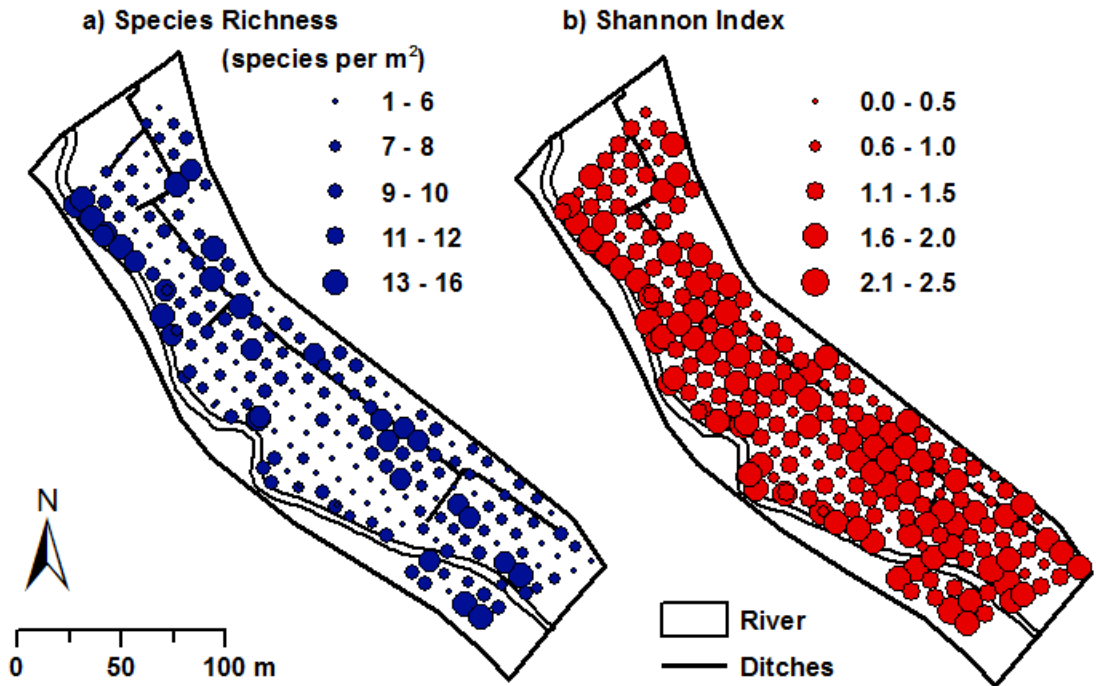 a) Species Richness
(species per m²)
1 - 6
7 - 8
9 - 10
11 - 12
13 - 16
b) Shannon Index
0.0 - 0.5
0.6 - 1.0
1.1 - 1.5
1.6 - 2.0
2.1 - 2.5
N
0 50 100 m
River
Ditches